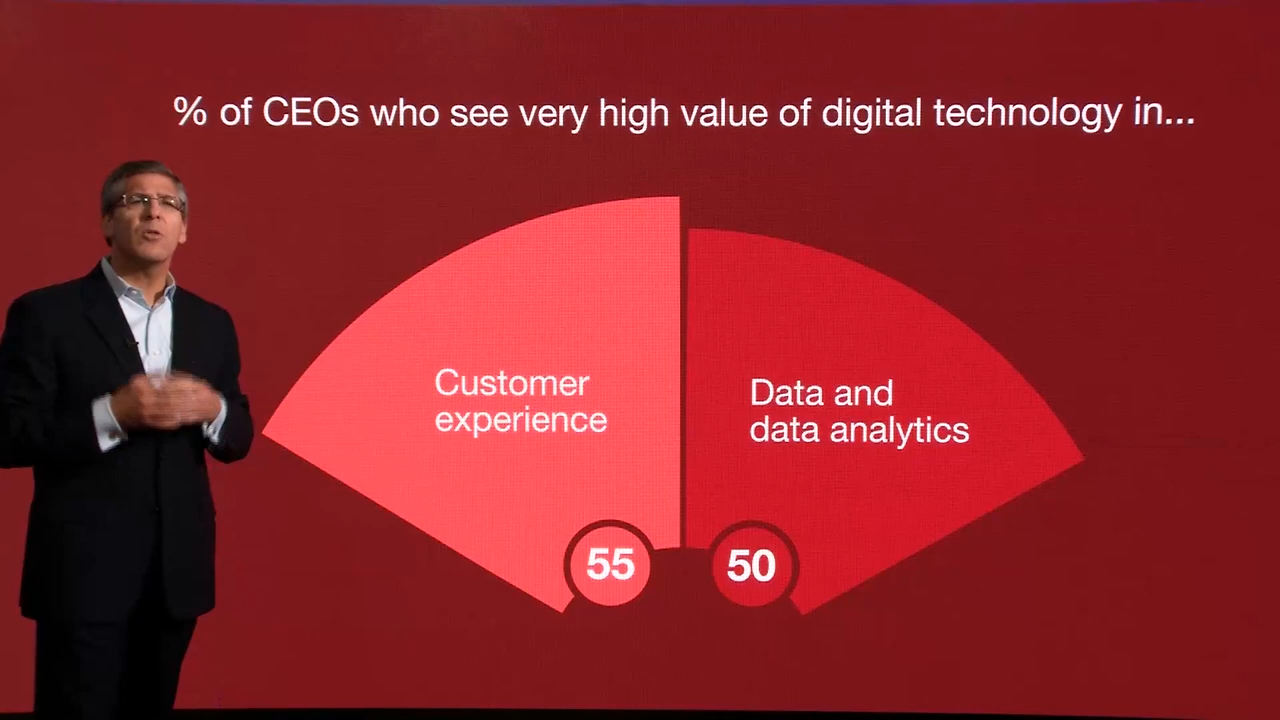 % of CEOs who see very high value of digital technology in...
Customer
experience
Data and
data analytics
55
50